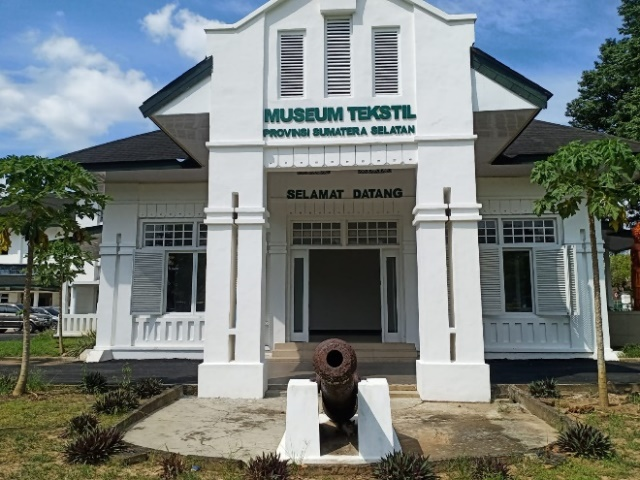 MUSEUM TEKSTIL
PROVINSI SUMATERA SELATAN
SELAMAT DATANG